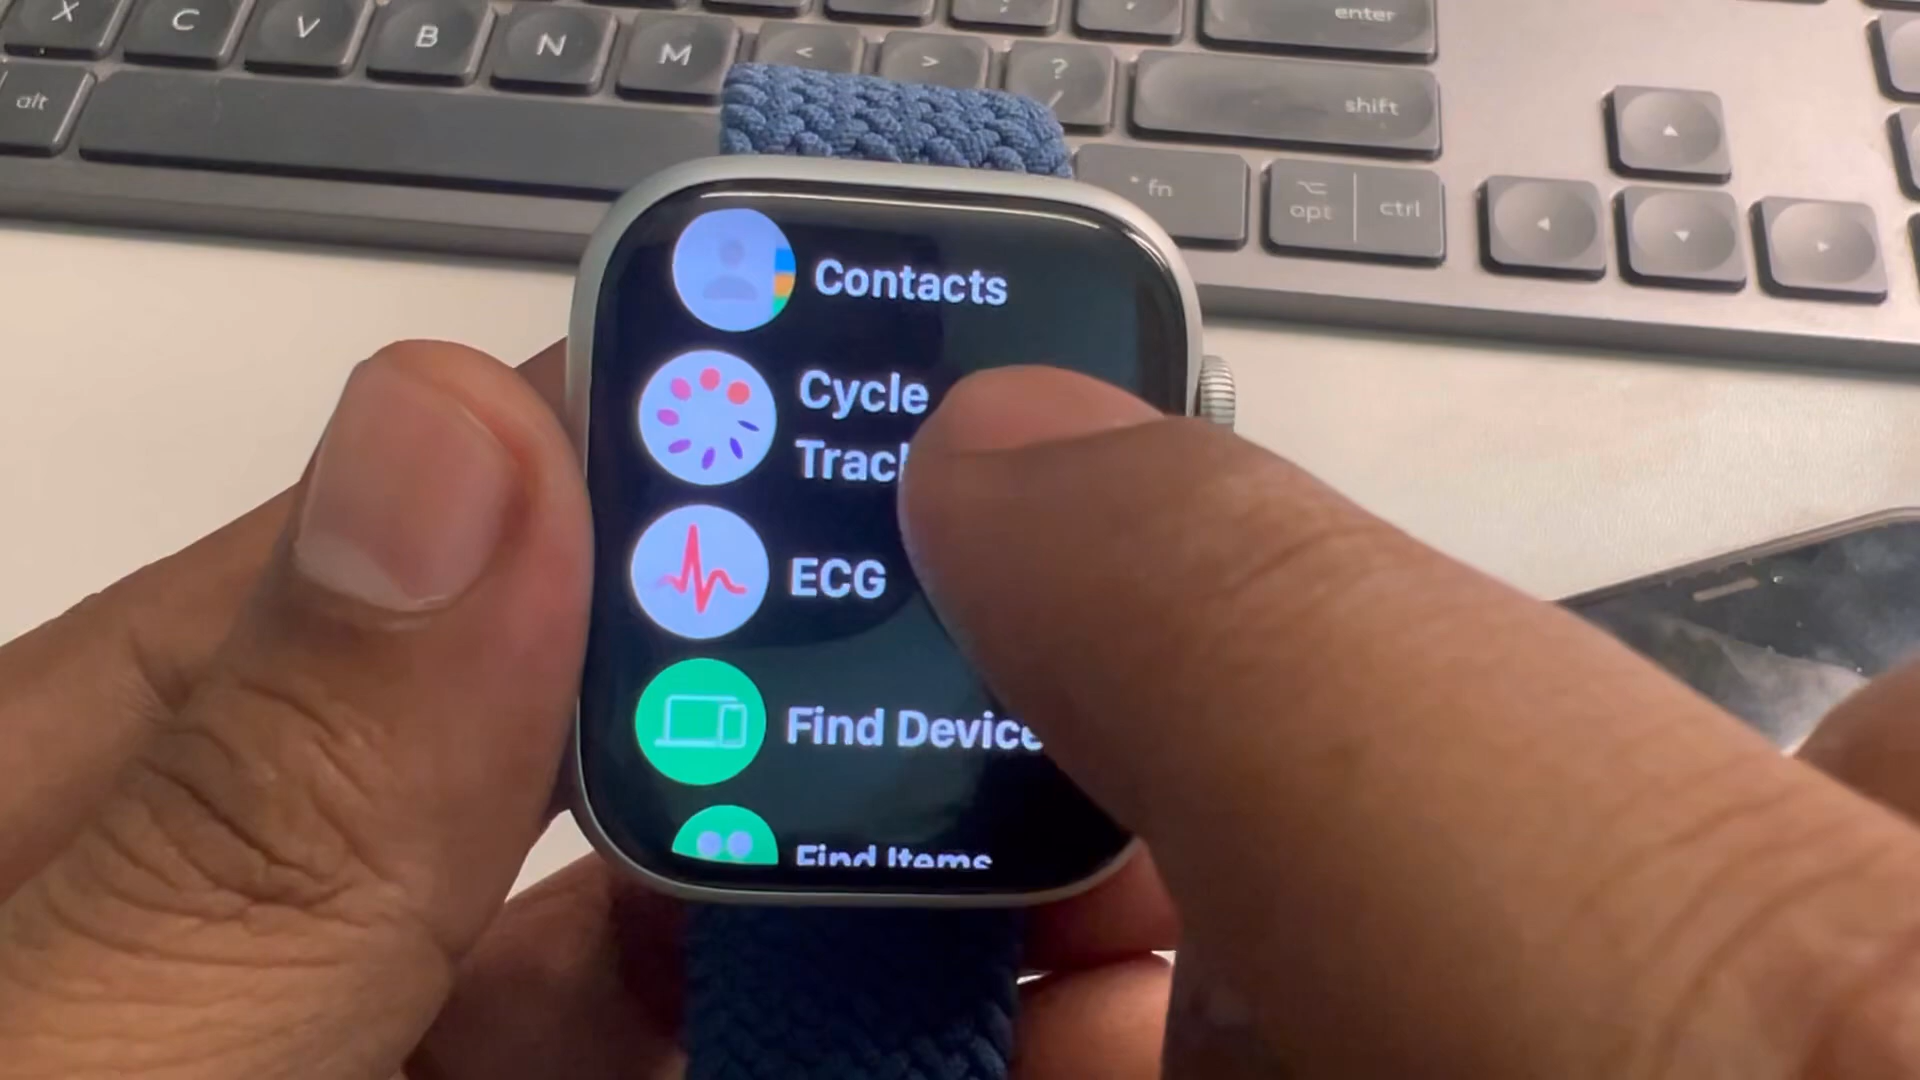 X C V B N M < > ? / enter
alt shift
* fn ⌥ opt ctrl
Contacts
Cycle
Trac
ECG
Find Device
Find Items